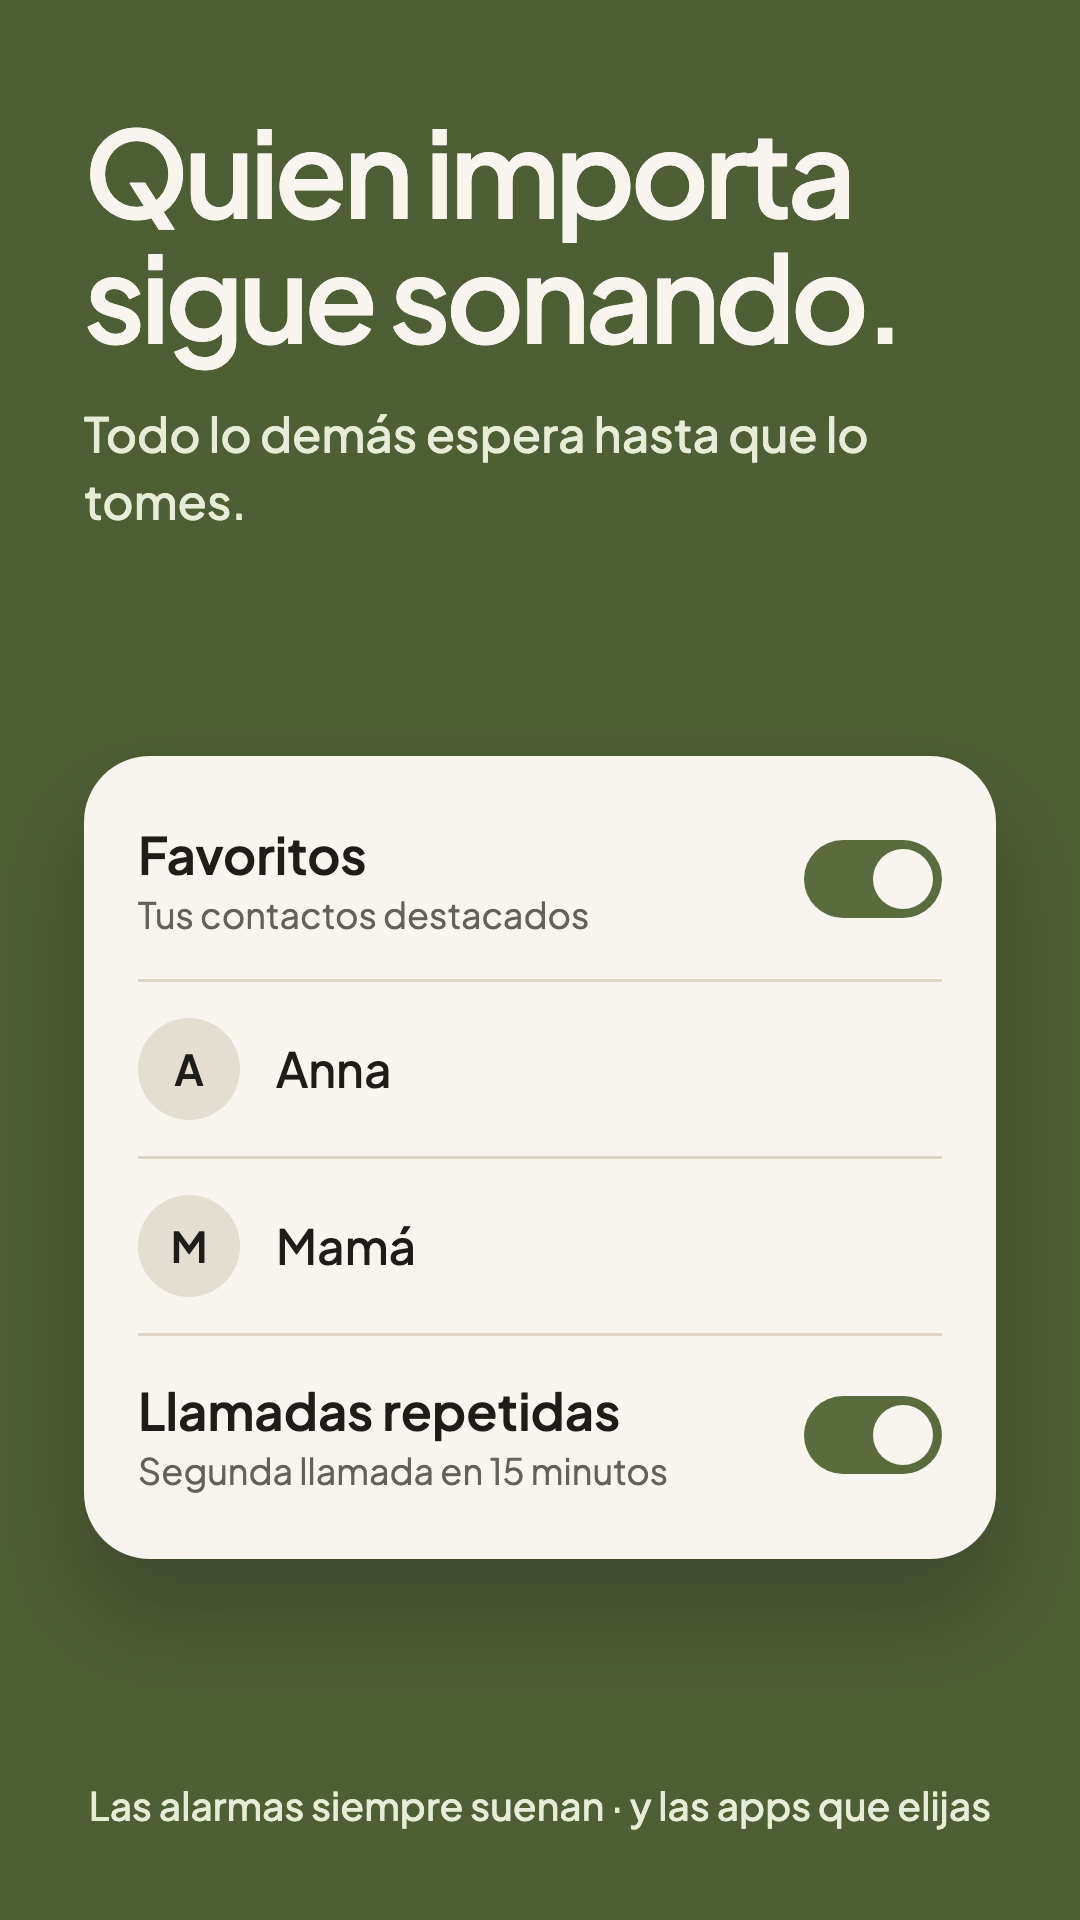 Quien importa
sigue sonando.
Todo lo demás espera hasta que lo
tomes.
Favoritos
Tus contactos destacados
A
Anna
M
Mamá
Llamadas repetidas
Segunda llamada en 15 minutos
Las alarmas siempre suenan · y las apps que elijas